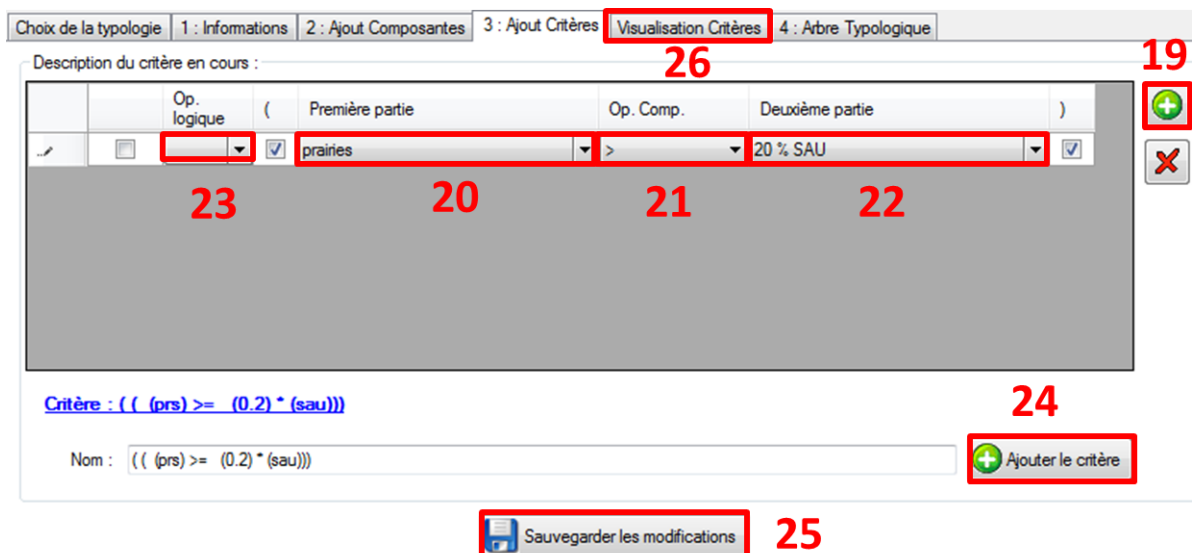 Choix de la typologie 1 : Informations 2 : Ajout Composantes 3 : Ajout Critères Visualisation Critères 4 : Arbre Typologique
26
19
Description du critère en cours :
Op. logique ( Première partie Op. Comp. Deuxième partie )
prairies > 20 % SAU
23 20 21 22
Critère : ( (  (prs) >=   (0.2) * (sau)))
24
Nom : ( (  (prs) >=   (0.2) * (sau))) Ajouter le critère
Sauvegarder les modifications 25